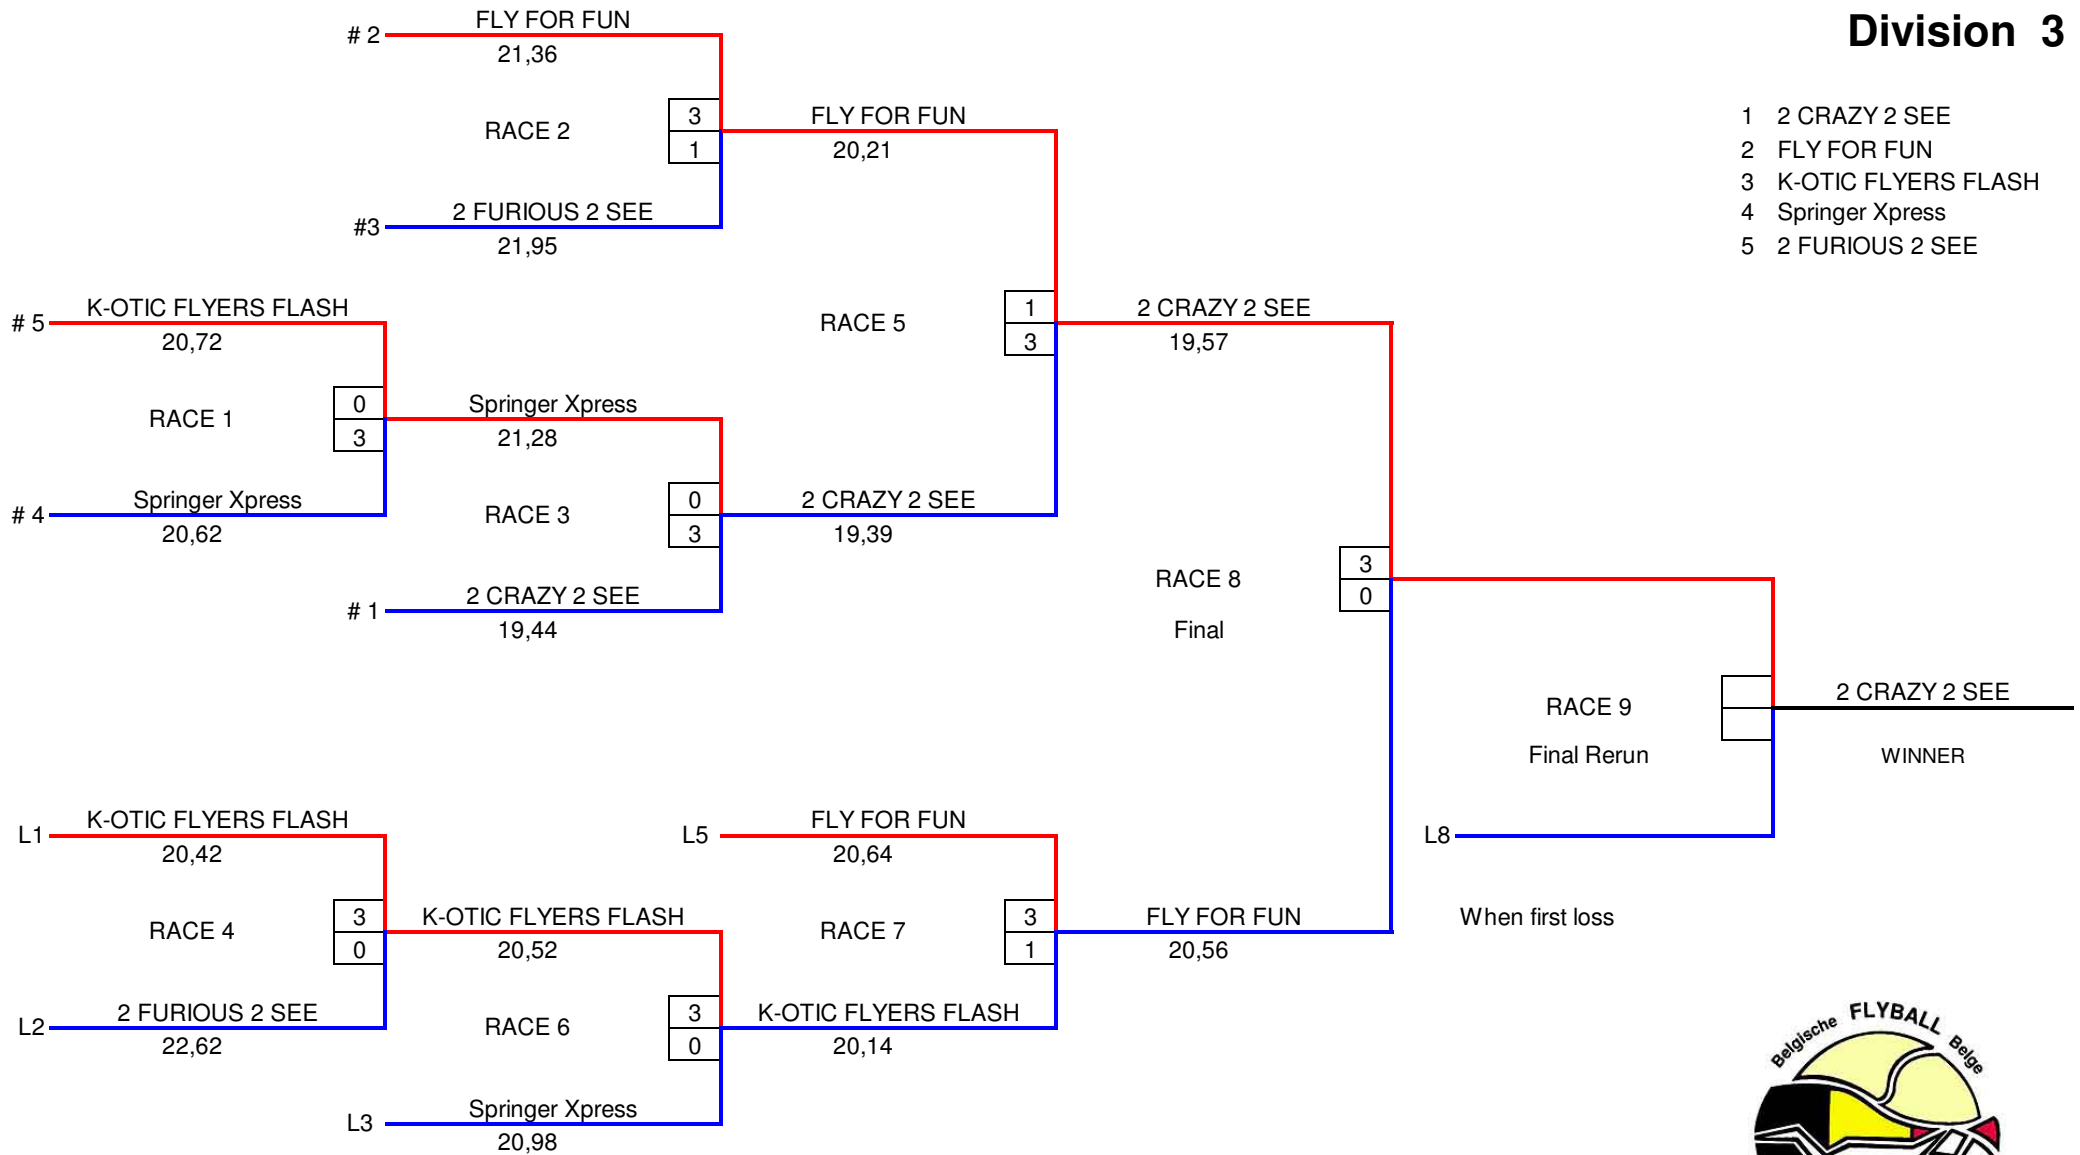 Division 3
1 2 CRAZY 2 SEE
2 FLY FOR FUN
3 K-OTIC FLYERS FLASH
4 Springer Xpress
5 2 FURIOUS 2 SEE
# 2 FLY FOR FUN
21,36
RACE 2
3
1
#3 2 FURIOUS 2 SEE
21,95
FLY FOR FUN
20,21
# 5 K-OTIC FLYERS FLASH
20,72
RACE 1
0
3
# 4 Springer Xpress
20,62
Springer Xpress
21,28
RACE 3
0
3
# 1 2 CRAZY 2 SEE
19,44
2 CRAZY 2 SEE
19,39
RACE 5
1
3
2 CRAZY 2 SEE
19,57
RACE 8
Final
3
0
RACE 9
Final Rerun
2 CRAZY 2 SEE
WINNER
L8
When first loss
L1 K-OTIC FLYERS FLASH
20,42
RACE 4
3
0
L2 2 FURIOUS 2 SEE
22,62
K-OTIC FLYERS FLASH
20,52
RACE 6
3
0
L3 Springer Xpress
20,98
L5 FLY FOR FUN
20,64
RACE 7
3
1
K-OTIC FLYERS FLASH
20,14
FLY FOR FUN
20,56
Belgische FLYBALL Belge